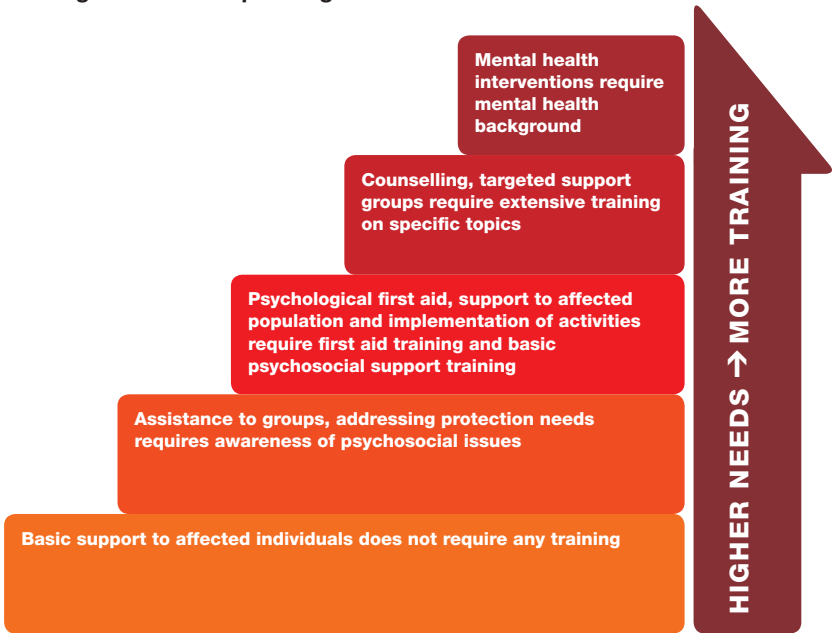 Mental health
interventions require
mental health
background
Counselling, targeted support
groups require extensive training
on specific topics
Psychological first aid, support to affected
population and implementation of activities
require first aid training and basic
psychosocial support training
Assistance to groups, addressing protection needs
requires awareness of psychosocial issues
Basic support to affected individuals does not require any training
HIGHER NEEDS → MORE TRAINING